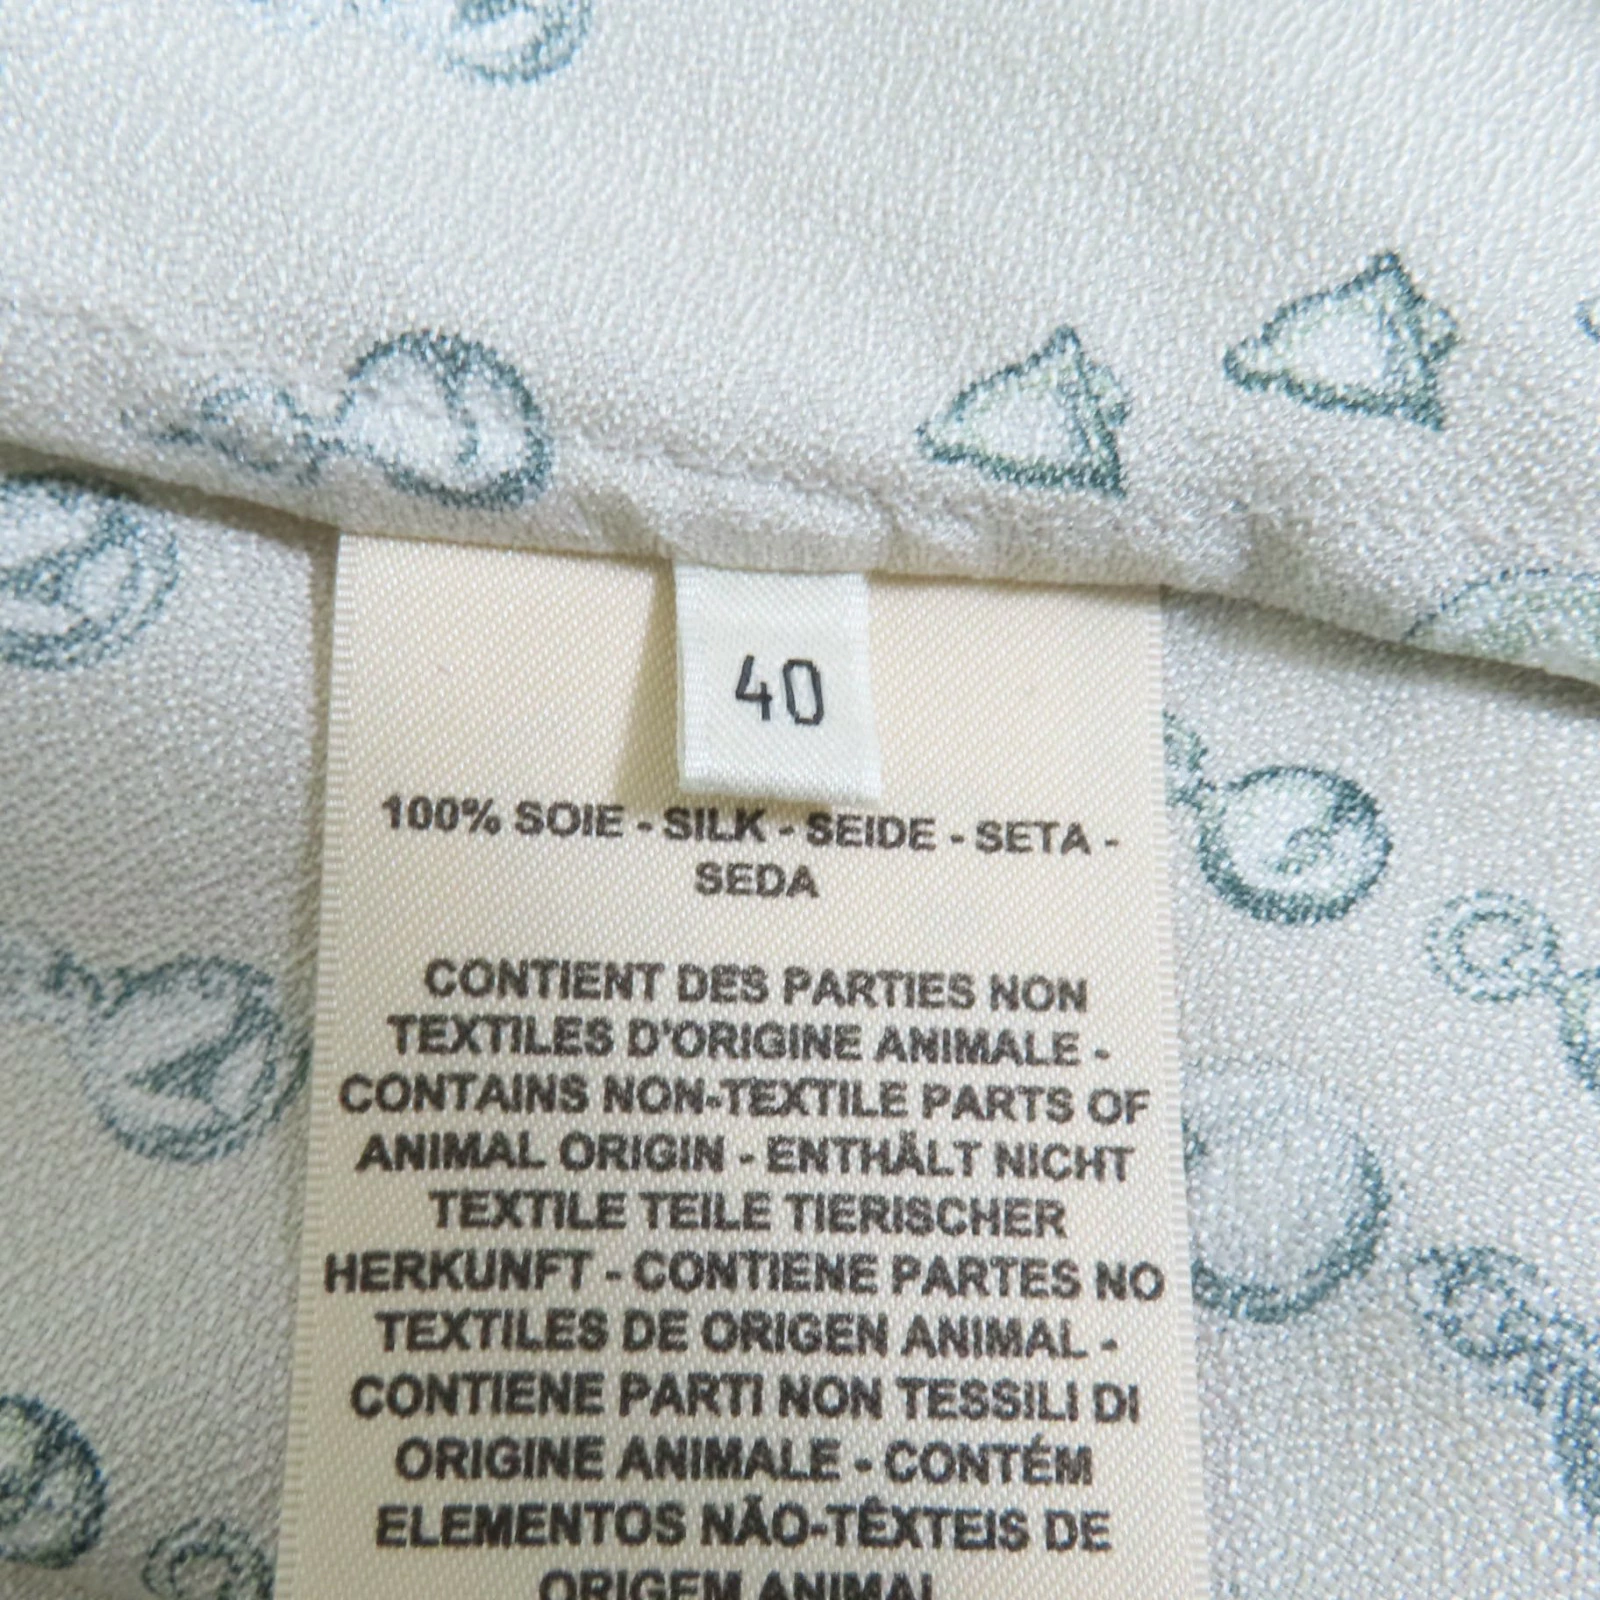 40
100% SOIE - SILK - SEIDE - SETA -
SEDA
CONTIENT DES PARTIES NON
TEXTILES D'ORIGINE ANIMALE -
CONTAINS NON-TEXTILE PARTS OF
ANIMAL ORIGIN - ENTHÄLT NICHT
TEXTILE TEILE TIERISCHER
HERKUNFT - CONTIENE PARTES NO
TEXTILES DE ORIGEN ANIMAL -
CONTIENE PARTI NON TESSILI DI
ORIGINE ANIMALE - CONTÉM
ELEMENTOS NÃO-TÊXTEIS DE
ORIGEM ANIMAL